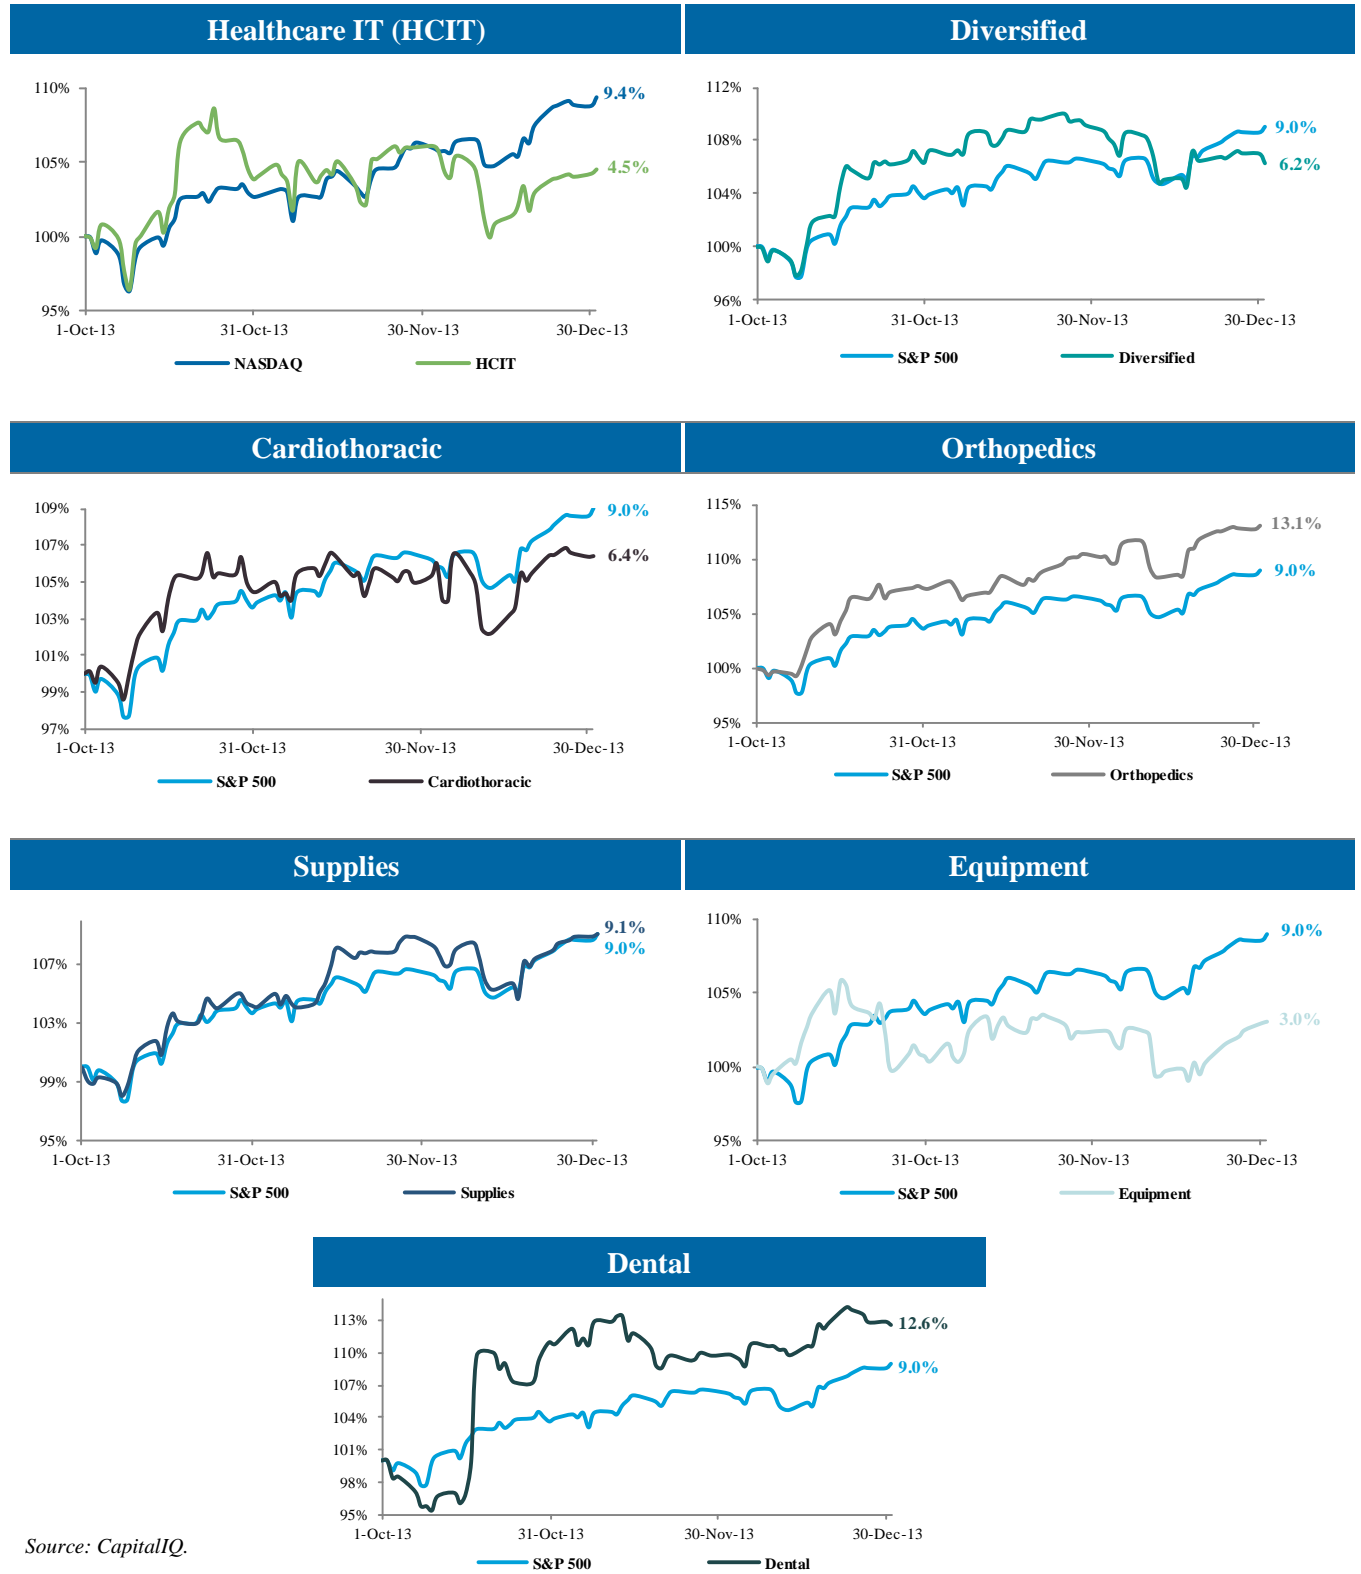 Healthcare IT (HCIT)
110%
105%
100%
95%
1-Oct-13
31-Oct-13
30-Nov-13
30-Dec-13
9.4%
4.5%
NASDAQ
HCIT
Diversified
112%
108%
104%
100%
96%
1-Oct-13
31-Oct-13
30-Nov-13
30-Dec-13
9.0%
6.2%
S&P 500
Diversified
Cardiothoracic
109%
107%
105%
103%
101%
99%
97%
1-Oct-13
31-Oct-13
30-Nov-13
30-Dec-13
9.0%
6.4%
S&P 500
Cardiothoracic
Orthopedics
115%
110%
105%
100%
95%
1-Oct-13
31-Oct-13
30-Nov-13
30-Dec-13
13.1%
9.0%
S&P 500
Orthopedics
Supplies
107%
103%
99%
95%
1-Oct-13
31-Oct-13
30-Nov-13
30-Dec-13
9.1%
9.0%
S&P 500
Supplies
Equipment
110%
105%
100%
95%
1-Oct-13
31-Oct-13
30-Nov-13
30-Dec-13
9.0%
3.0%
S&P 500
Equipment
Dental
113%
110%
107%
104%
101%
98%
95%
1-Oct-13
31-Oct-13
30-Nov-13
30-Dec-13
12.6%
9.0%
S&P 500
Dental
Source: CapitalIQ.